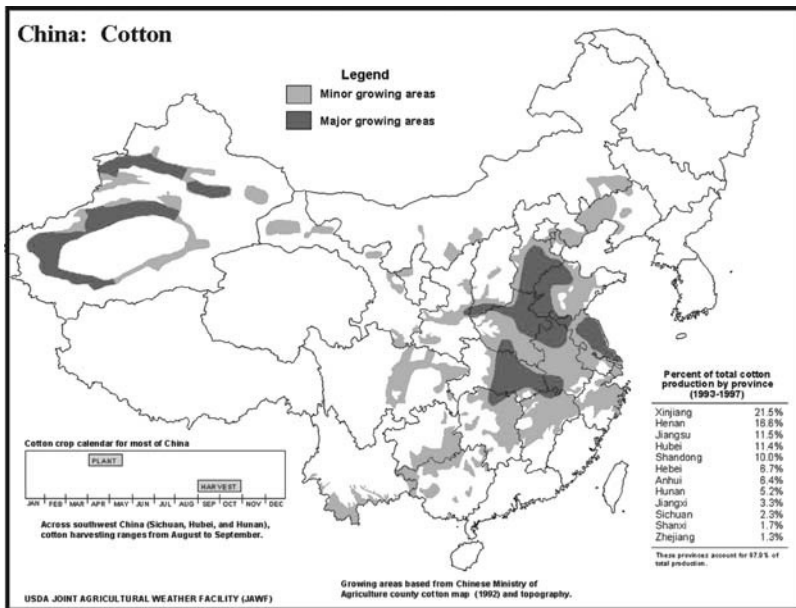 China: Cotton
Legend
Minor growing areas
Major growing areas
Percent of total cotton
production by province
(1993-1997)
Xinjiang 21.5%
Henan 18.6%
Jiangsu 11.5%
Hubei 11.4%
Shandong 10.0%
Hebei 6.7%
Anhui 6.4%
Hunan 5.2%
Jiangxi 3.3%
Sichuan 2.3%
Shanxi 1.7%
Zhejiang 1.3%
These provinces account for 97.9% of
total production.
Cotton crop calendar for most of China
PLANT
HARVEST
JAN FEB MAR APR MAY JUN JUL AUG SEP OCT NOV DEC
Across southwest China (Sichuan, Hubei, and Hunan),
cotton harvesting ranges from August to September.
Growing areas based from Chinese Ministry of
Agriculture county cotton map (1992) and topography.
USDA JOINT AGRICULTURAL WEATHER FACILITY (JAWF)